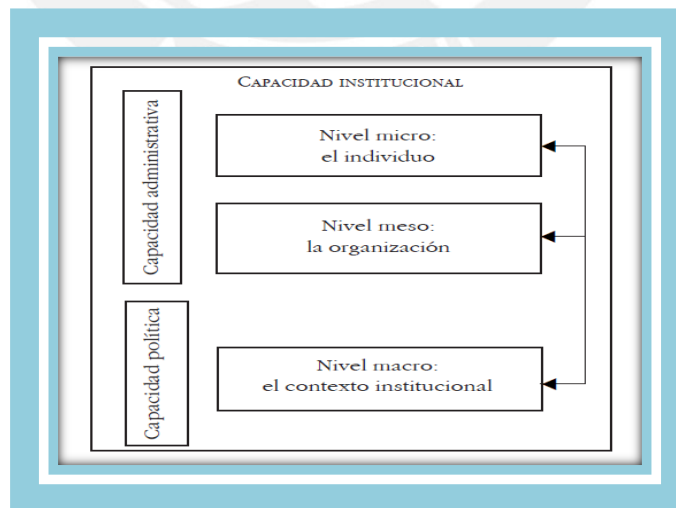 CAPACIDAD INSTITUCIONAL
Capacidad administrativa
Nivel micro:
el individuo
Nivel meso:
la organización
Capacidad política
Nivel macro:
el contexto institucional